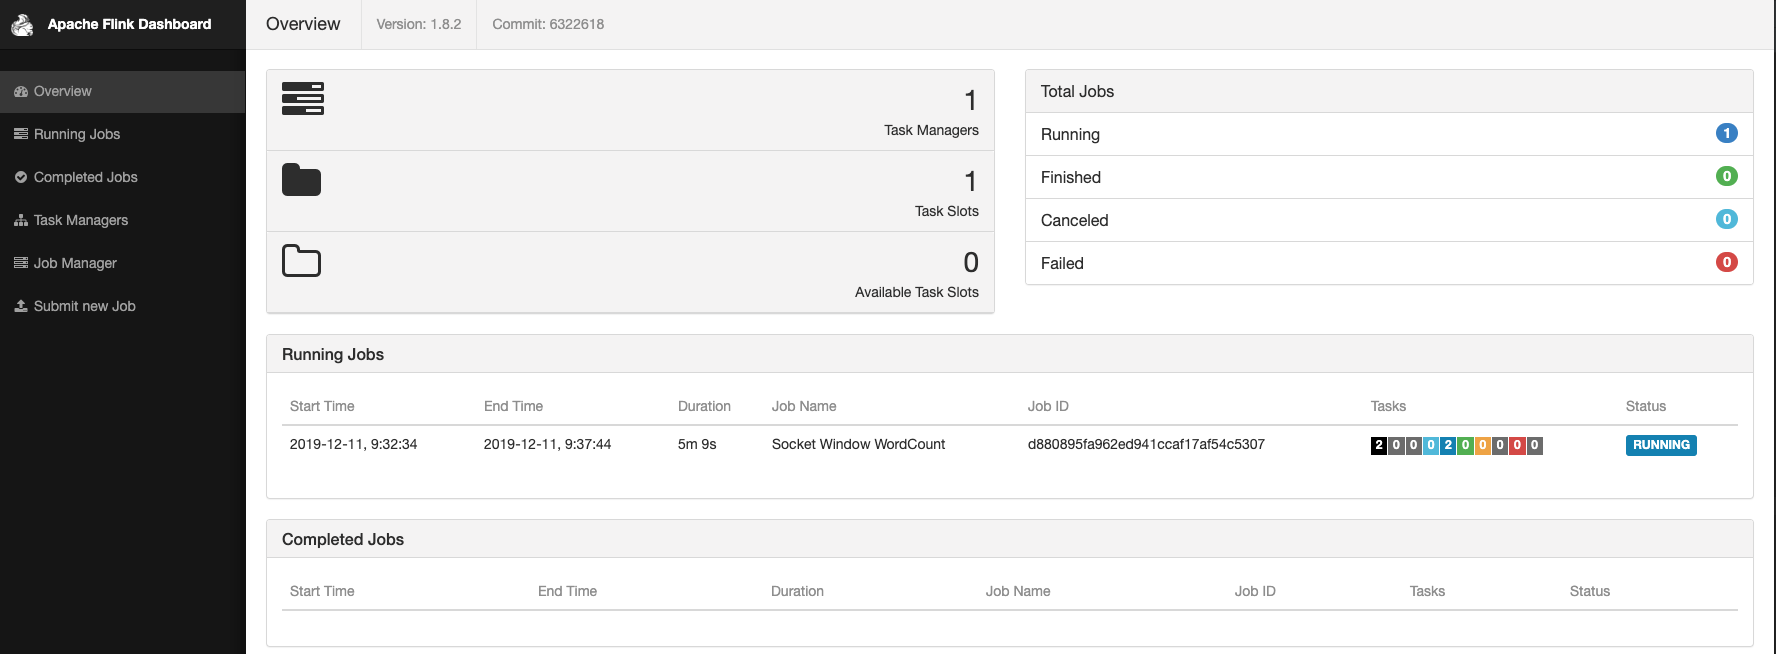 Apache Flink Dashboard
Overview
Version: 1.8.2
Commit: 6322618
Overview
Running Jobs
Completed Jobs
Task Managers
Job Manager
Submit new Job
1
Task Managers
1
Task Slots
0
Available Task Slots
Total Jobs
Running 1
Finished 0
Canceled 0
Failed 0
Running Jobs
Start Time End Time Duration Job Name Job ID Tasks Status
2019-12-11, 9:32:34 2019-12-11, 9:37:44 5m 9s Socket Window WordCount d880895fa962ed941ccaf17af54c5307 2 0 0 0 2 0 0 0 0 0 RUNNING
Completed Jobs
Start Time End Time Duration Job Name Job ID Tasks Status